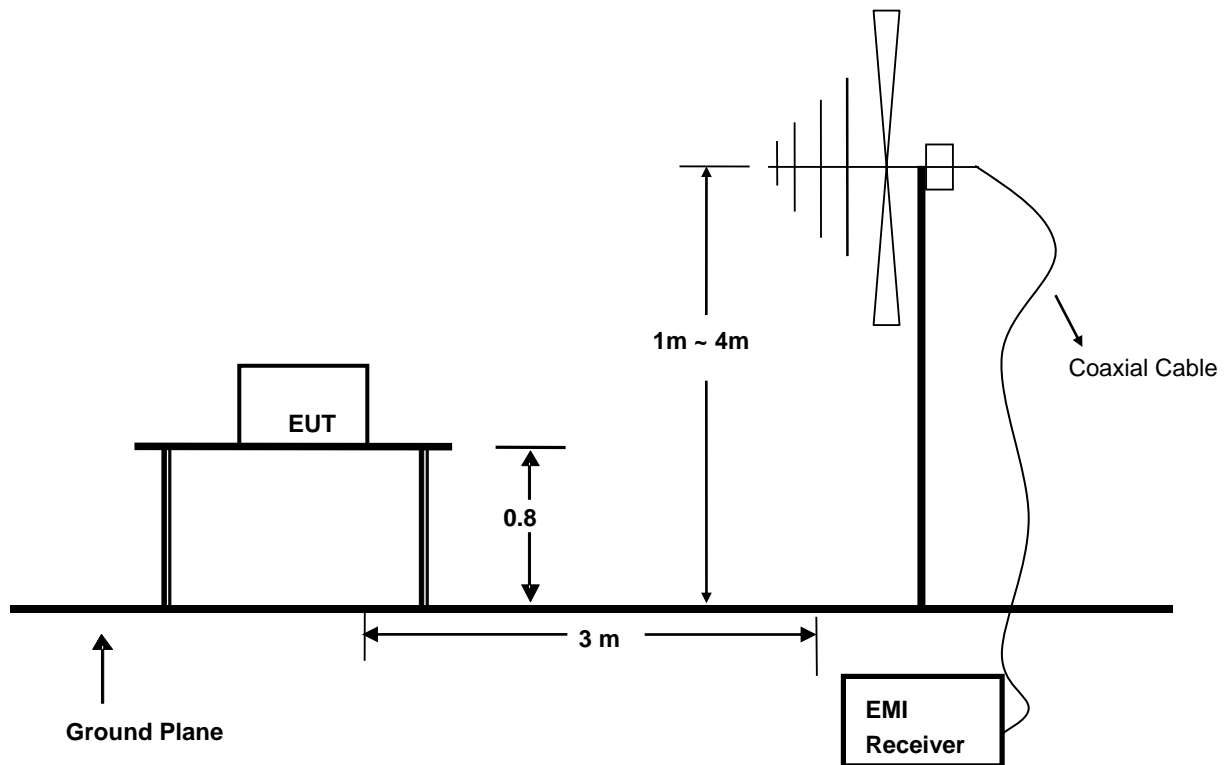 1m ~ 4m
Coaxial Cable
EUT
0.8
3 m
Ground Plane
EMI
Receiver